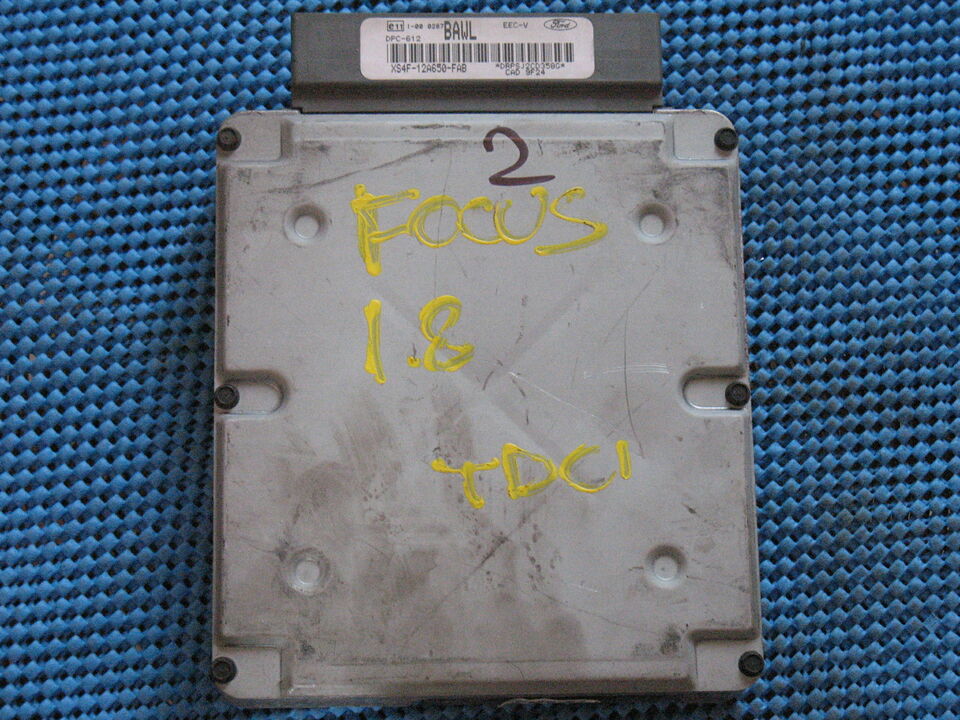 e11 1-00 0287 BAWL EEC-V Ford
DPC-612
XS4F-12A650-FAB *DRPSJ2CD358G*
CAD 9F24
2
FOCUS
1.8
TDCI